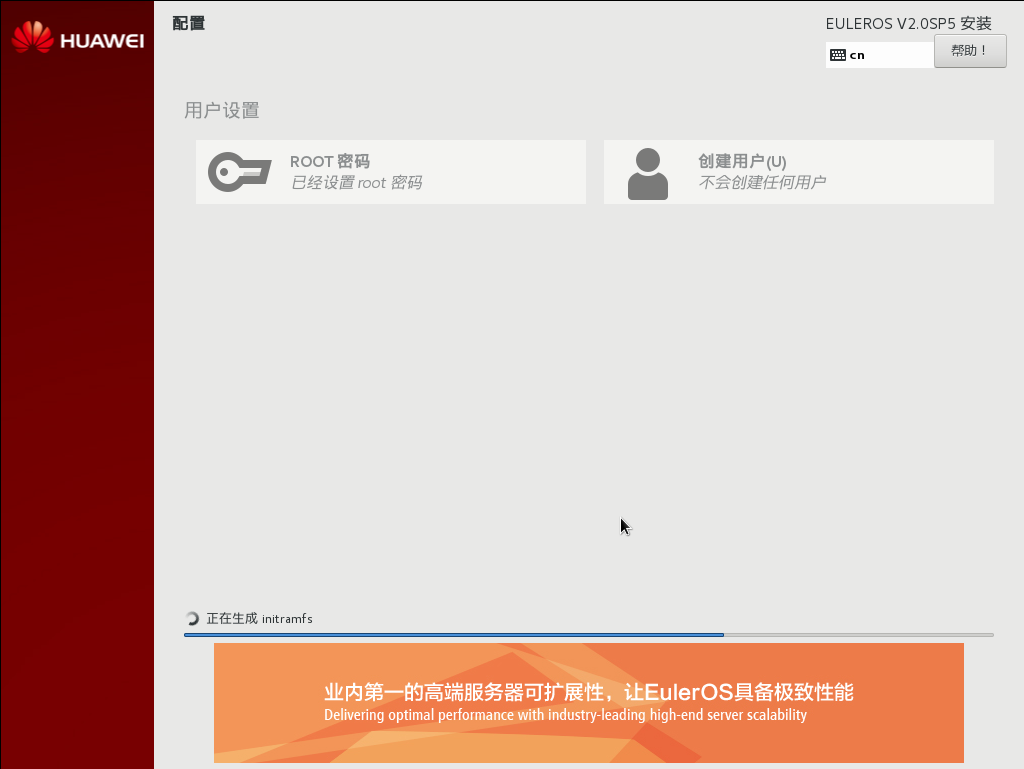 HUAWEI
配置
EULEROS V2.0SP5 安装
cn
帮助！
用户设置
ROOT 密码
已经设置 root 密码
创建用户(U)
不会创建任何用户
正在生成 initramfs
业内第一的高端服务器可扩展性，让EulerOS具备极致性能
Delivering optimal performance with industry-leading high-end server scalability